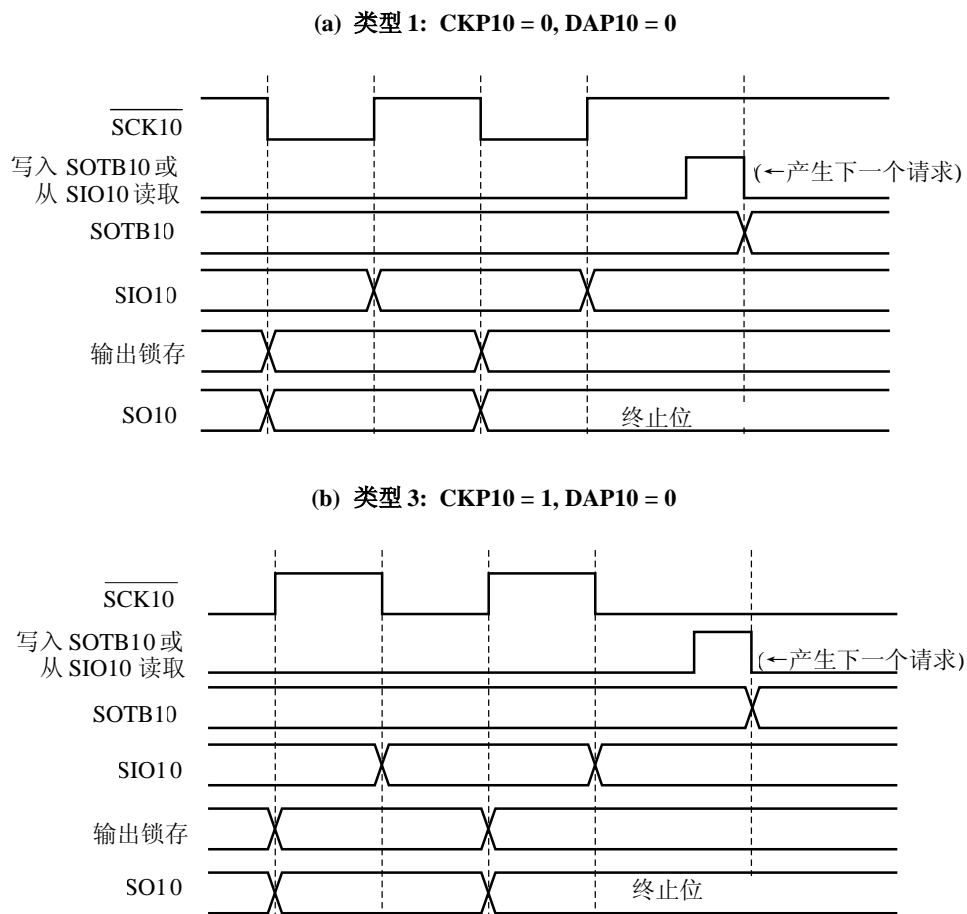 (a) 类型 1: CKP10 = 0, DAP10 = 0
SCK10
写入 SOTB10 或
从 SIO10 读取
(←产生下一个请求)
SOTB10
SIO10
输出锁存
SO10
终止位
(b) 类型 3: CKP10 = 1, DAP10 = 0
SCK10
写入 SOTB10 或
从 SIO10 读取
(←产生下一个请求)
SOTB10
SIO10
输出锁存
SO10
终止位